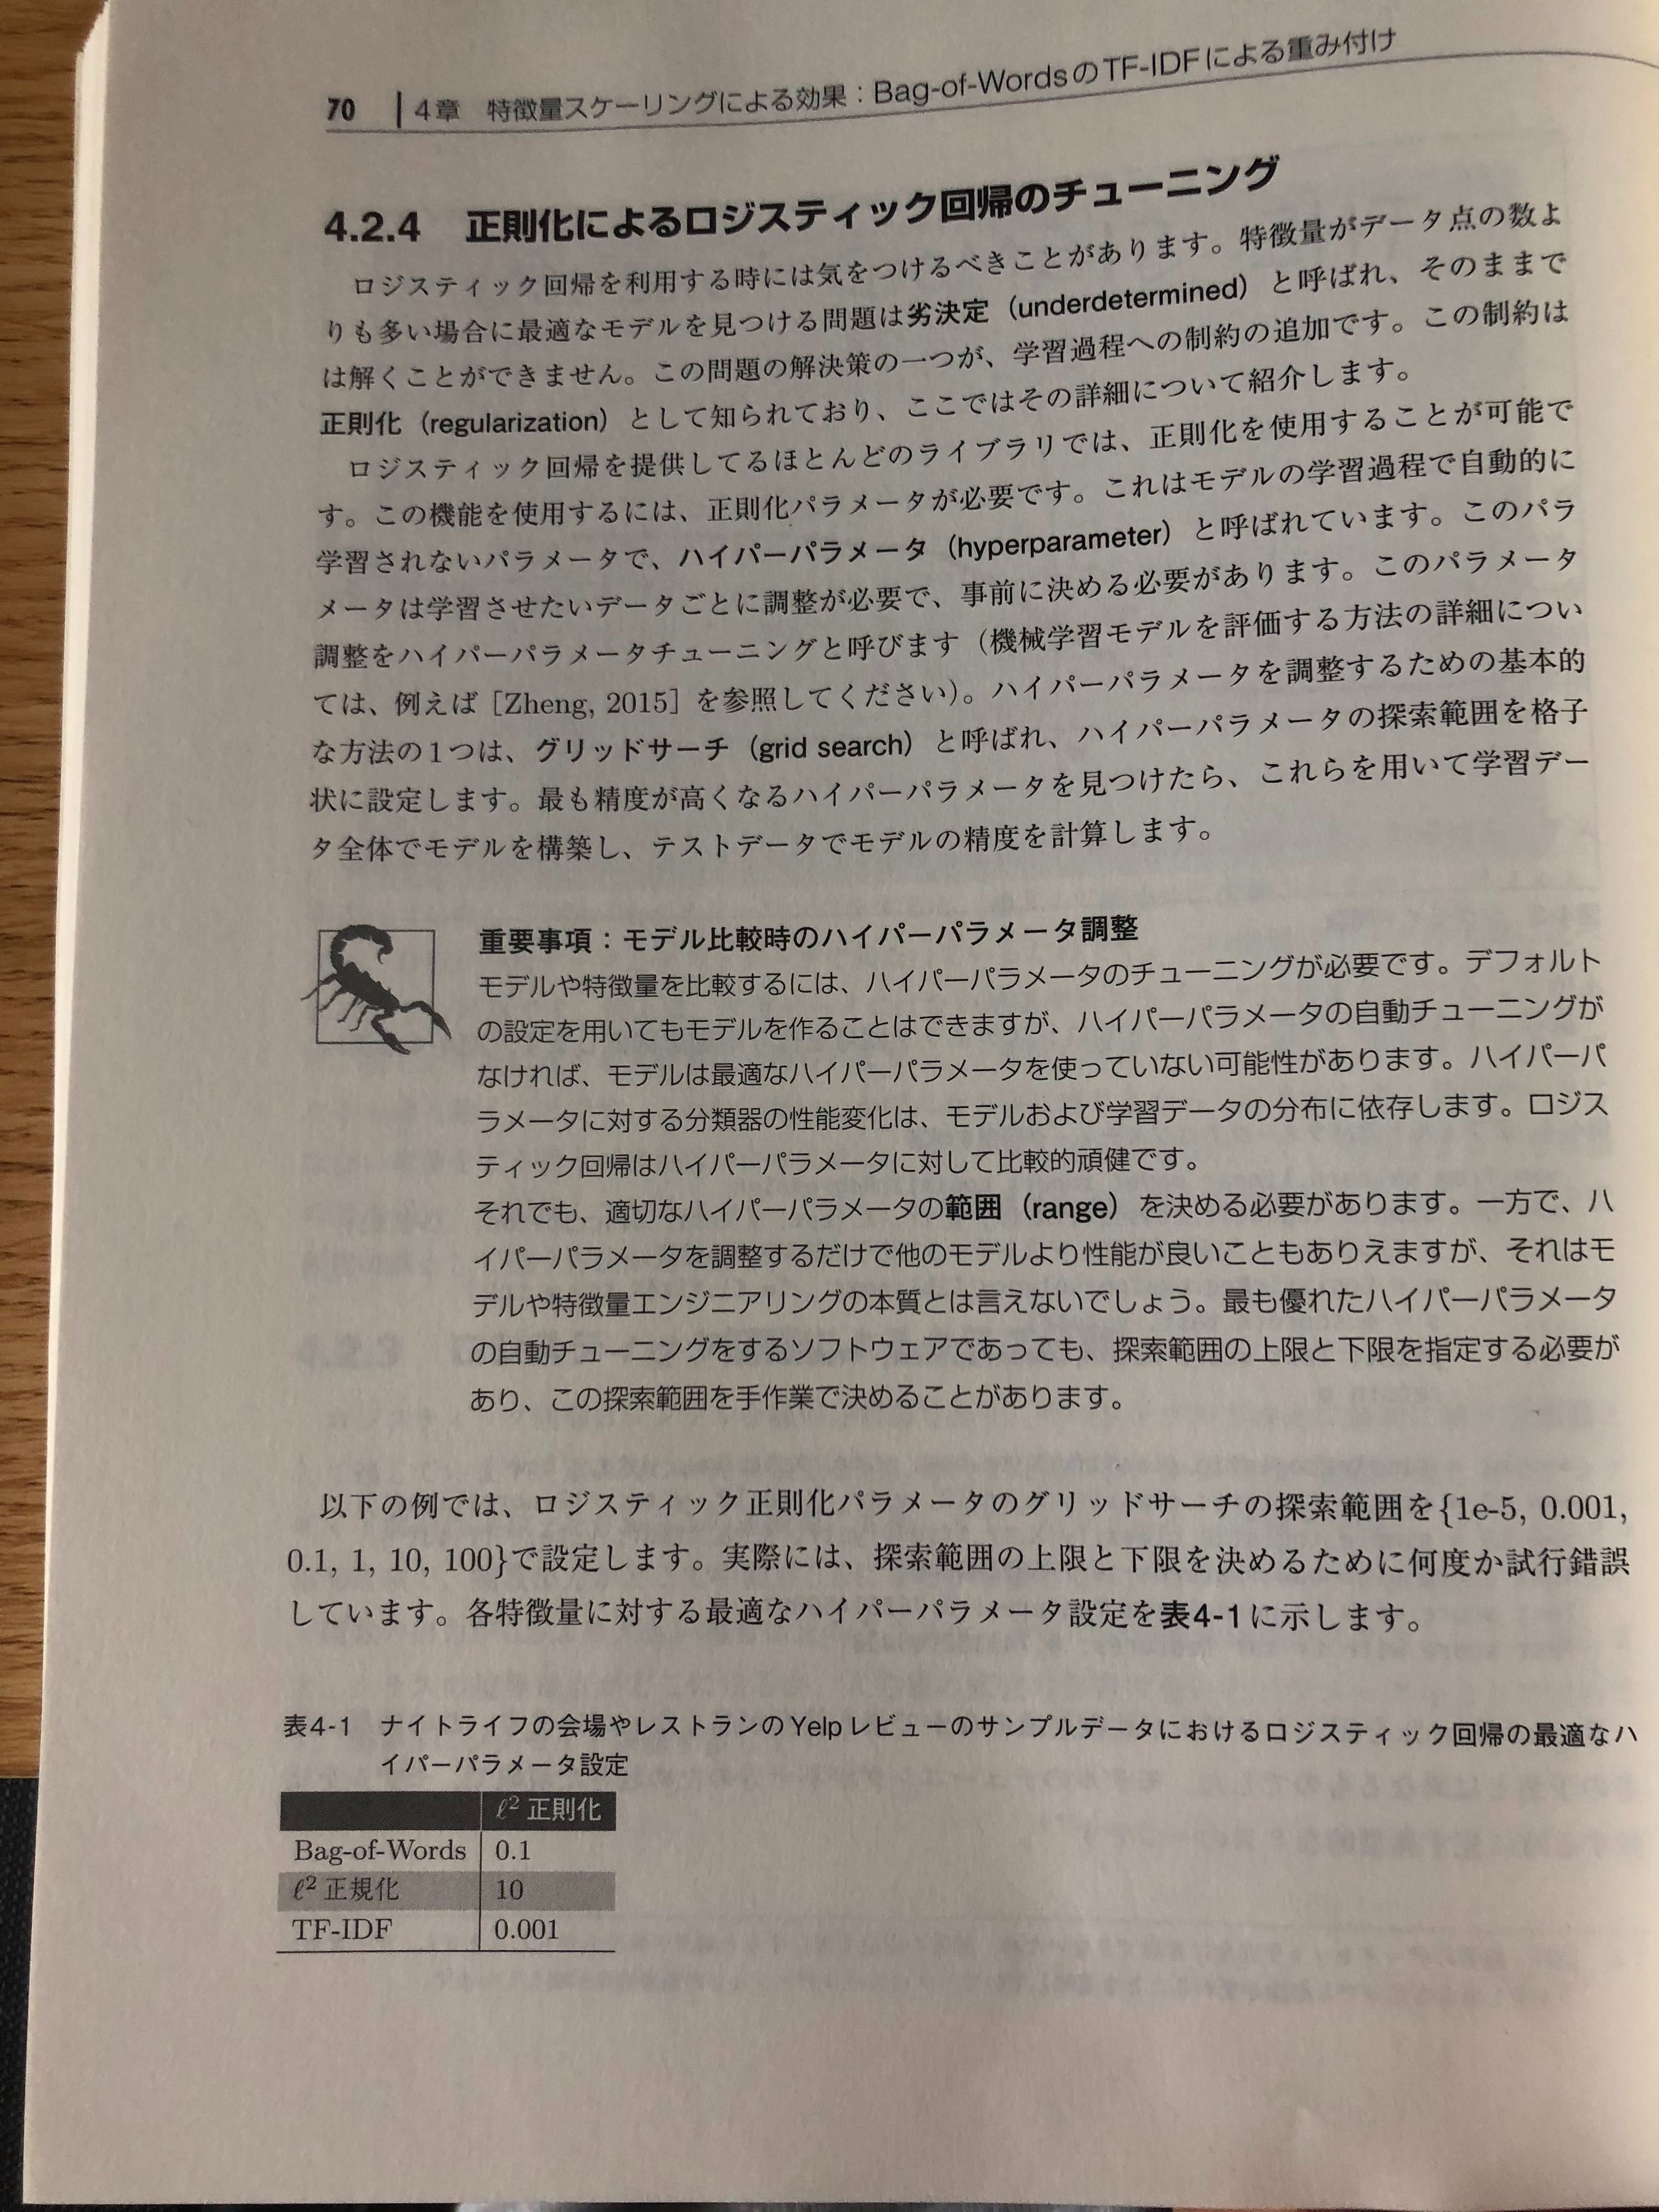 70 4章 特徴量スケーリングによる効果：Bag-of-WordsのTF-IDFによる重み付け
4.2.4 正則化によるロジスティック回帰のチューニング
ロジスティック回帰を利用する時には気をつけるべきことがあります。特徴量がデータ点の数よ
りも多い場合に最適なモデルを見つける問題は劣決定（underdetermined）と呼ばれ、そのままで
は解くことができません。この問題の解決策の一つが、学習過程への制約の追加です。この制約は
正則化（regularization）として知られており、ここではその詳細について紹介します。
ロジスティック回帰を提供してるほとんどのライブラリでは、正則化を使用することが可能で
す。この機能を使用するには、正則化パラメータが必要です。これはモデルの学習過程で自動的に
学習されないパラメータで、ハイパーパラメータ（hyperparameter）と呼ばれています。このパラ
メータは学習させたいデータごとに調整が必要で、事前に決める必要があります。このパラメータ
調整をハイパーパラメータチューニングと呼びます（機械学習モデルを評価する方法の詳細につい
ては、例えば［Zheng, 2015］を参照してください）。ハイパーパラメータを調整するための基本的
な方法の1つは、グリッドサーチ（grid search）と呼ばれ、ハイパーパラメータの探索範囲を格子
状に設定します。最も精度が高くなるハイパーパラメータを見つけたら、これらを用いて学習デー
タ全体でモデルを構築し、テストデータでモデルの精度を計算します。
重要事項：モデル比較時のハイパーパラメータ調整
モデルや特徴量を比較するには、ハイパーパラメータのチューニングが必要です。デフォルト
の設定を用いてもモデルを作ることはできますが、ハイパーパラメータの自動チューニングが
なければ、モデルは最適なハイパーパラメータを使っていない可能性があります。ハイパーパ
ラメータに対する分類器の性能変化は、モデルおよび学習データの分布に依存します。ロジス
ティック回帰はハイパーパラメータに対して比較的頑健です。
それでも、適切なハイパーパラメータの範囲（range）を決める必要があります。一方で、ハ
イパーパラメータを調整するだけで他のモデルより性能が良いこともありえますが、それはモ
デルや特徴量エンジニアリングの本質とは言えないでしょう。最も優れたハイパーパラメータ
の自動チューニングをするソフトウェアであっても、探索範囲の上限と下限を指定する必要が
あり、この探索範囲を手作業で決めることがあります。
以下の例では、ロジスティック正則化パラメータのグリッドサーチの探索範囲を{1e-5, 0.001,
0.1, 1, 10, 100}で設定します。実際には、探索範囲の上限と下限を決めるために何度か試行錯誤
しています。各特徴量に対する最適なハイパーパラメータ設定を表4-1に示します。
表4-1 ナイトライフの会場やレストランのYelpレビューのサンプルデータにおけるロジスティック回帰の最適なハ
イパーパラメータ設定
ℓ² 正則化
Bag-of-Words 0.1
ℓ² 正規化 10
TF-IDF 0.001